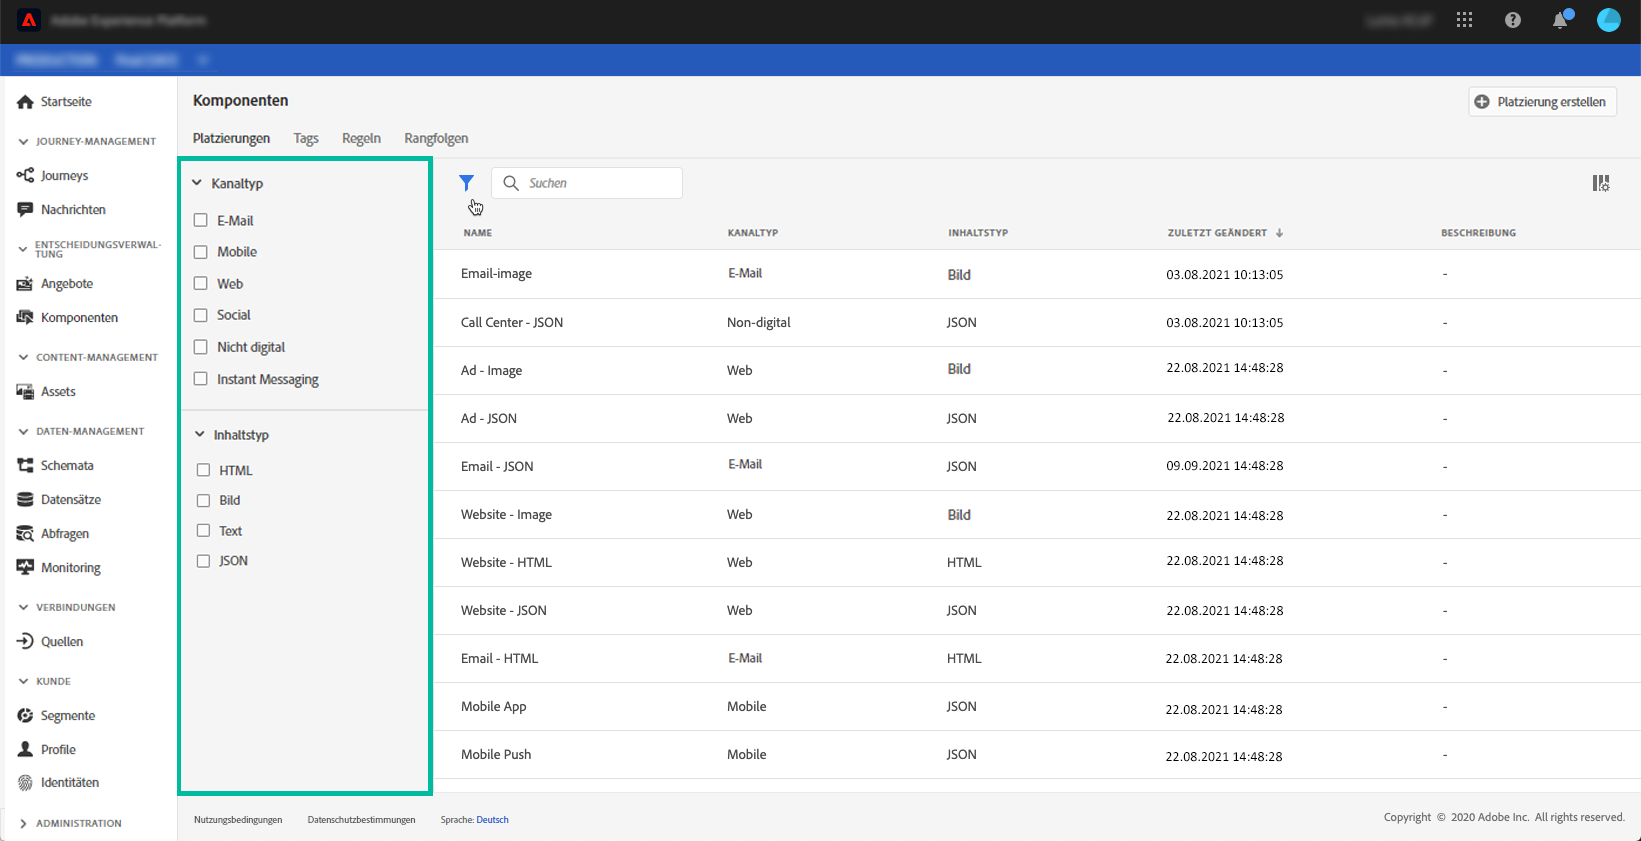 Komponenten
Platzierung erstellen
Platzierungen Tags Regeln Rangfolgen
Startseite
JOURNEY-MANAGEMENT
Journeys
Nachrichten
ENTSCHEIDUNGSVERWAL-
TUNG
Angebote
Komponenten
CONTENT-MANAGEMENT
Assets
DATEN-MANAGEMENT
Schemata
Datensätze
Abfragen
Monitoring
VERBINDUNGEN
Quellen
KUNDE
Segmente
Profile
Identitäten
ADMINISTRATION
Kanaltyp
E-Mail
Mobile
Web
Social
Nicht digital
Instant Messaging
Inhaltstyp
HTML
Bild
Text
JSON
Suchen
NAME KANALTYP INHALTSTYP ZULETZT GEÄNDERT BESCHREIBUNG
Email-image E-Mail Bild 03.08.2021 10:13:05 -
Call Center - JSON Non-digital JSON 03.08.2021 10:13:05 -
Ad - Image Web Bild 22.08.2021 14:48:28 -
Ad - JSON Web JSON 22.08.2021 14:48:28 -
Email - JSON E-Mail JSON 09.09.2021 14:48:28 -
Website - Image Web Bild 22.08.2021 14:48:28 -
Website - HTML Web HTML 22.08.2021 14:48:28 -
Website - JSON Web JSON 22.08.2021 14:48:28 -
Email - HTML E-Mail HTML 22.08.2021 14:48:28 -
Mobile App Mobile JSON 22.08.2021 14:48:28 -
Mobile Push Mobile JSON 22.08.2021 14:48:28 -
Nutzungsbedingungen Datenschutzbestimmungen Sprache: Deutsch
Copyright © 2020 Adobe Inc. All rights reserved.